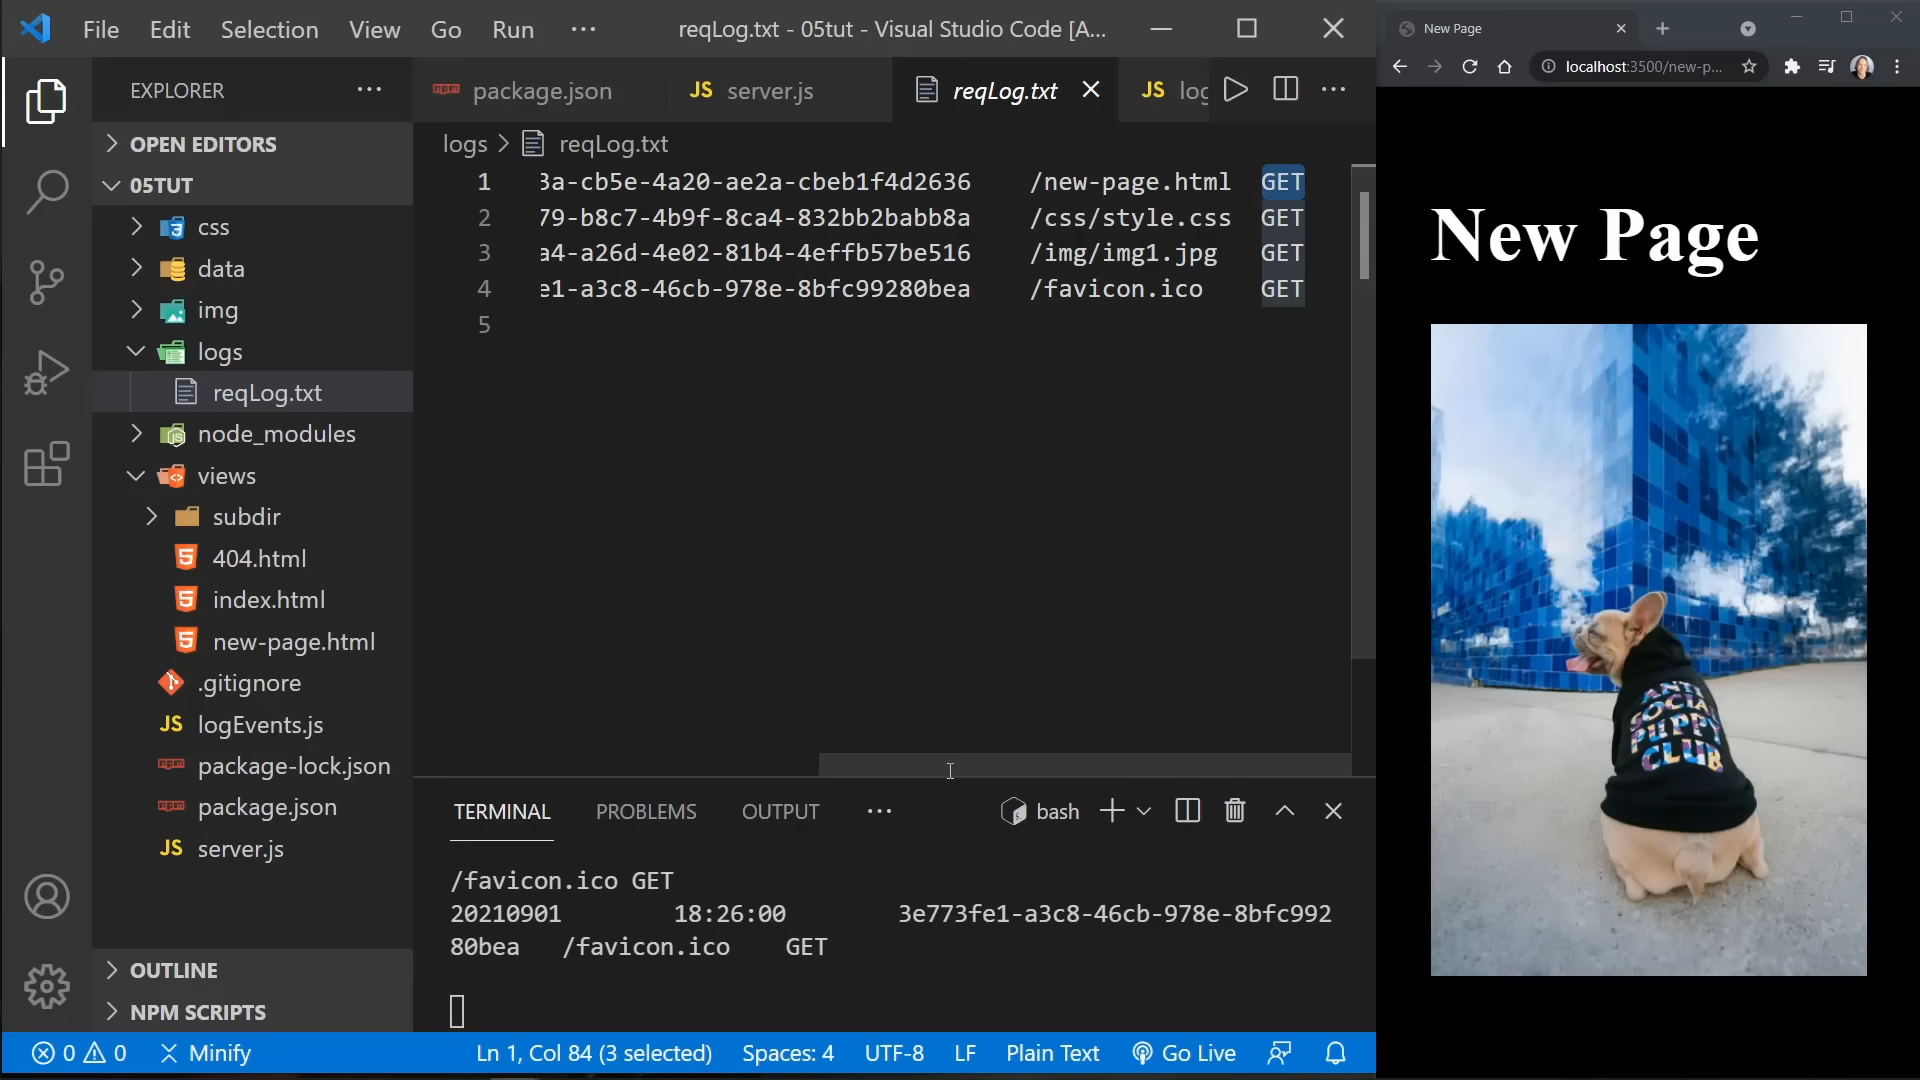 File Edit Selection View Go Run ···
reqLog.txt - 05tut - Visual Studio Code [A...
EXPLORER
OPEN EDITORS
05TUT
css
data
img
logs
reqLog.txt
node_modules
views
subdir
404.html
index.html
new-page.html
.gitignore
logEvents.js
package-lock.json
package.json
server.js
OUTLINE
NPM SCRIPTS
package.json
JS server.js
reqLog.txt
JS log
logs > reqLog.txt
1 3a-cb5e-4a20-ae2a-cbeb1f4d2636 /new-page.html GET
2 79-b8c7-4b9f-8ca4-832bb2babb8a /css/style.css GET
3 a4-a26d-4e02-81b4-4effb57be516 /img/img1.jpg GET
4 e1-a3c8-46cb-978e-8bfc99280bea /favicon.ico GET
5
TERMINAL PROBLEMS OUTPUT ··· bash
/favicon.ico GET
20210901 18:26:00 3e773fe1-a3c8-46cb-978e-8bfc992
80bea /favicon.ico GET
0 0 Minify Ln 1, Col 84 (3 selected) Spaces: 4 UTF-8 LF Plain Text Go Live
New Page
localhost:3500/new-p...
New Page
ANTI
SOCIAL
PUPPY
CLUB